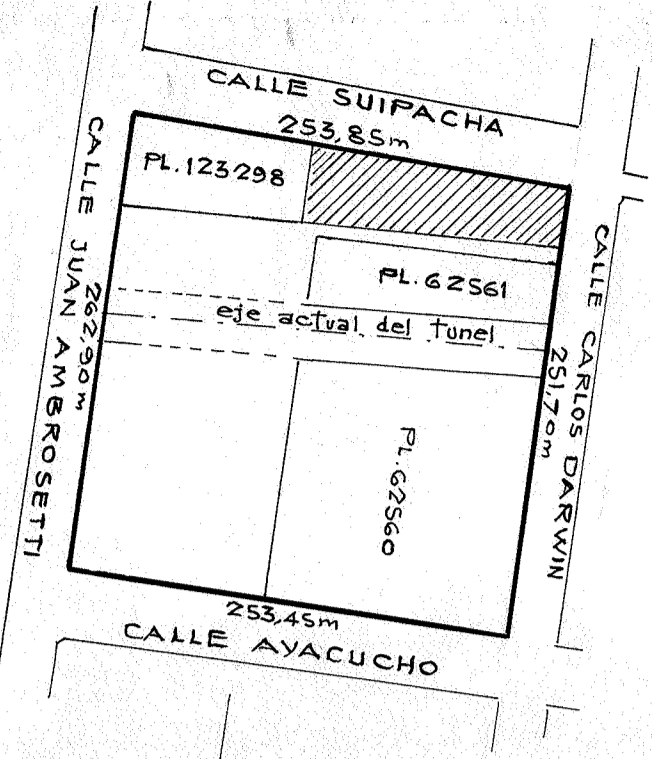 CALLE SUIPACHA
253,85m
PL.123298
CALLE JUAN AMBROSETTI
262,90m
CALLE CARLOS DARWIN
251,70m
PL.62561
eje actual del tunel
PL.62560
253,45m
CALLE AYACUCHO